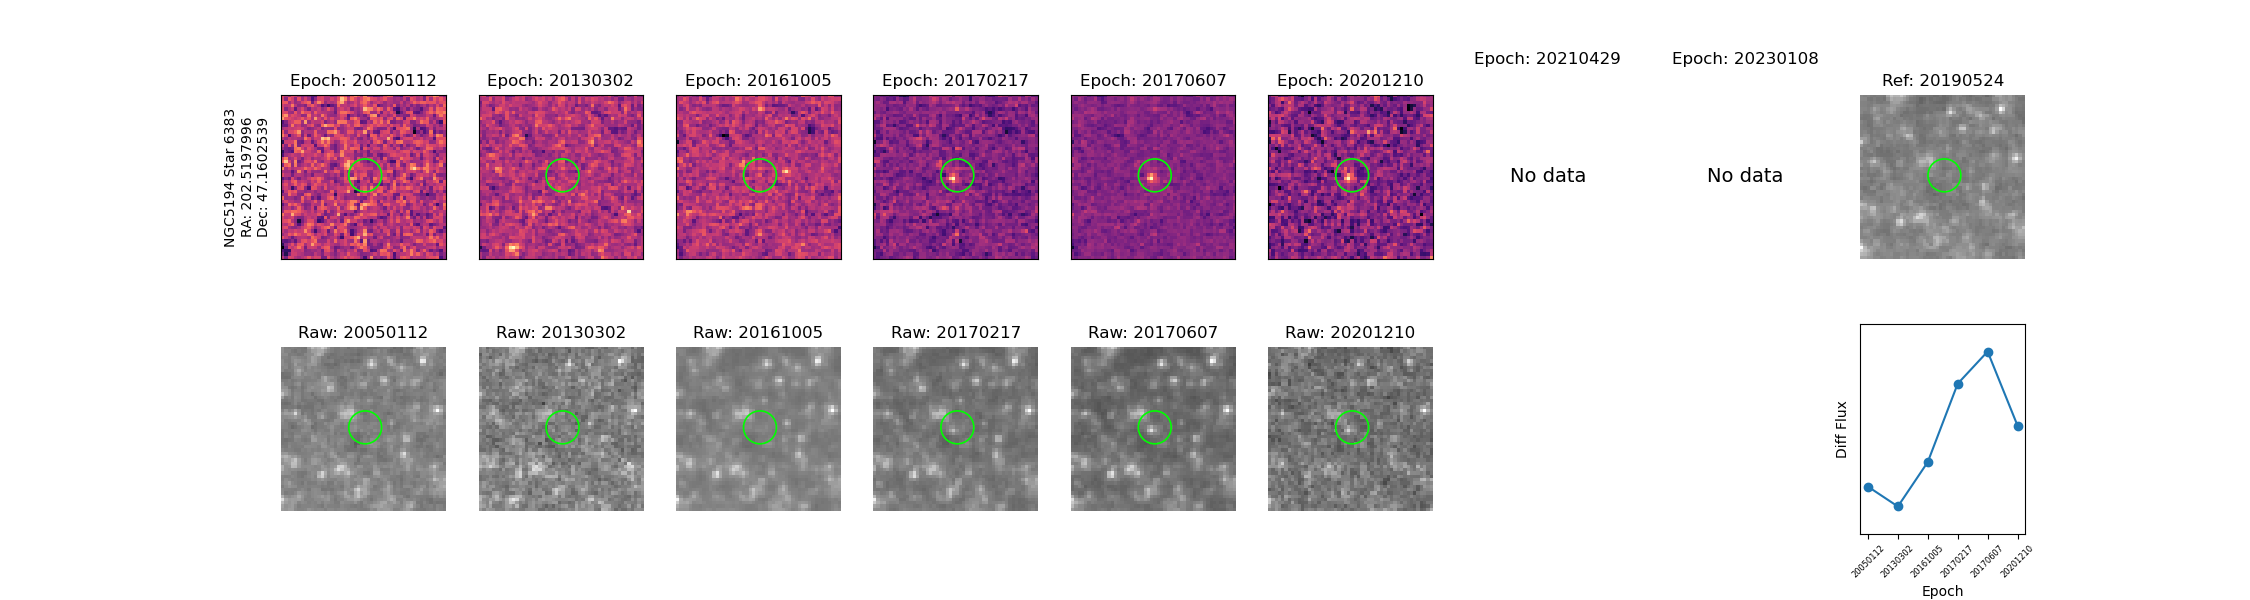 NGC5194 Star 6383
RA: 202.5197996
Dec: 47.1602539
Epoch: 20050112
Epoch: 20130302
Epoch: 20161005
Epoch: 20170217
Epoch: 20170607
Epoch: 20201210
Epoch: 20210429
Epoch: 20230108
Ref: 20190524
No data
No data
Raw: 20050112
Raw: 20130302
Raw: 20161005
Raw: 20170217
Raw: 20170607
Raw: 20201210
Diff Flux
20050112
20130302
20161005
20170217
20170607
20201210
Epoch